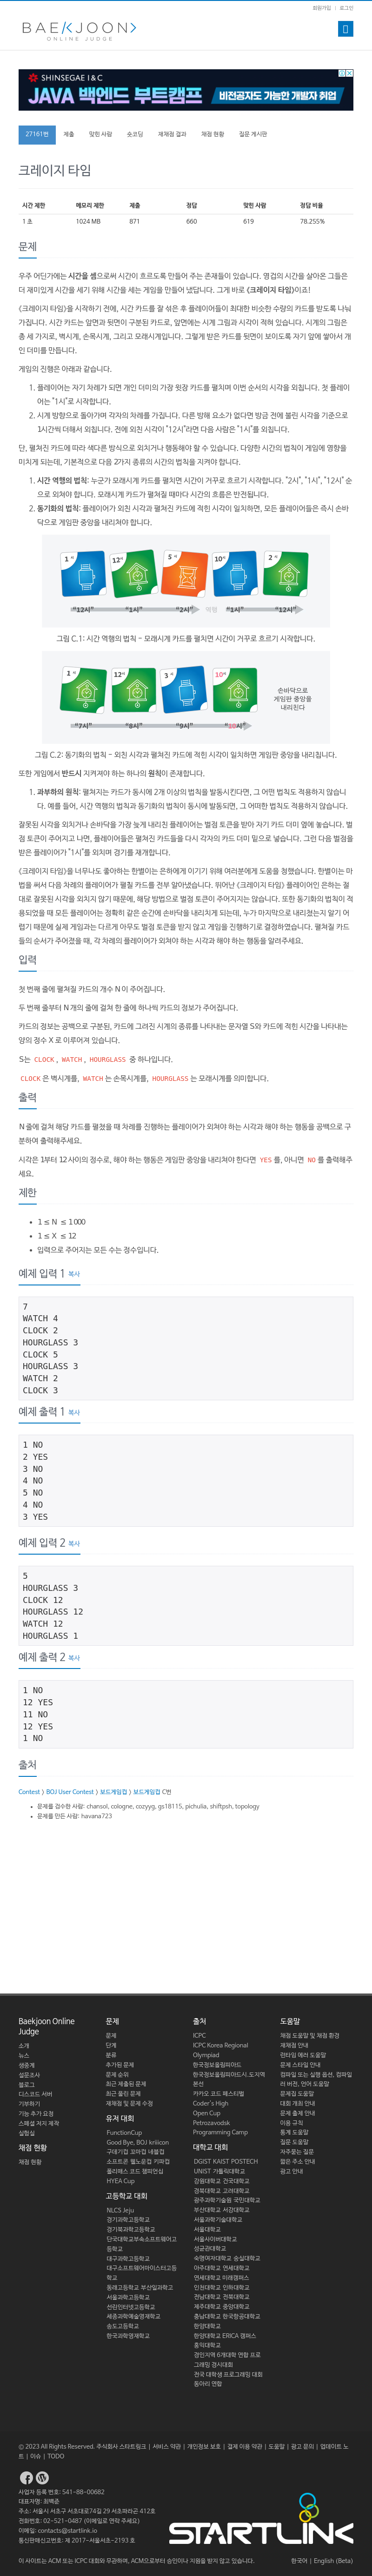 회원가입 | 로그인
BAEKJOON
ONLINE JUDGE
SHINSEGAE I&C
JAVA 백엔드 부트캠프
비전공자도 가능한 개발자 취업
27161번 제출 맞힌 사람 숏코딩 재채점 결과 채점 현황 질문 게시판
크레이지 타임
시간 제한 메모리 제한 제출 정답 맞힌 사람 정답 비율
1 초 1024 MB 871 660 619 78.255%
문제
우주 어딘가에는 시간을 셈으로써 시간이 흐르도록 만들어 주는 존재들이 있습니다. 영겁의 시간을 살아온 그들은
더 재미있게 시간을 세기 위해 시간을 세는 게임을 만들어 냈답니다. 그게 바로 《크레이지 타임》이죠!
《크레이지 타임》을 시작하기 전에, 시간 카드를 잘 섞은 후 플레이어들이 최대한 비슷한 수량의 카드를 받도록 나눠
가집니다. 시간 카드는 앞면과 뒷면이 구분된 카드로, 앞면에는 시계 그림과 시각이 적혀 있습니다. 시계의 그림은
총 세 가지로, 벽시계, 손목시계, 그리고 모래시계입니다. 그렇게 받은 카드를 뒷면이 보이도록 자기 앞에 쌓아서 개
인 더미를 만듭니다.
게임의 진행은 아래과 같습니다.
1. 플레이어는 자기 차례가 되면 개인 더미의 가장 윗장 카드를 펼치며 이번 순서의 시각을 외칩니다. 첫 플레이
어는 "1시"로 시작합니다.
2. 시계 방향으로 돌아가며 각자의 차례를 가집니다. 다른 방해 요소가 없다면 방금 전에 불린 시각을 기준으로
1시간씩 더해서 외칩니다. 전에 외친 시각이 "12시"라면 다음 사람은 "1시"를 외칩니다.
단, 펼쳐진 카드에 따라 색다른 방식으로 외치거나 행동해야 할 수 있습니다. 다양한 시간의 법칙이 게임에 영향을
미치게 되는데, 기본적으로 다음 2가지 종류의 시간의 법칙을 지켜야 합니다.
1. 시간 역행의 법칙: 누군가 모래시계 카드를 펼치면 시간이 거꾸로 흐르기 시작합니다. "2시", "1시", "12시" 순
으로 외워야 합니다. 모래시계 카드가 펼쳐질 때마다 시간의 흐름은 반전됩니다.
2. 동기화의 법칙: 플레이어가 외친 시각과 펼쳐진 카드에 적힌 시각이 일치하면, 모든 플레이어들은 즉시 손바
닥으로 게임판 중앙을 내리쳐야 합니다.
1시 12시 5시 10시 2시
"12시" "1시" "2시" 역행 "1시" "12시"
그림 C.1: 시간 역행의 법칙 – 모래시계 카드를 펼치면 시간이 거꾸로 흐르기 시작합니다.
1시 12시 3시 10시
손바닥으로
게임판 중앙을
내리친다
"7시" "8시" "9시" "10시"
그림 C.2: 동기화의 법칙 – 외친 시각과 펼쳐진 카드에 적힌 시각이 일치하면 게임판 중앙을 내리칩니다.
또한 게임에서 반드시 지켜져야 하는 하나의 원칙이 존재합니다.
1. 과부하의 원칙: 펼쳐지는 카드가 동시에 2개 이상의 법칙을 발동시킨다면, 그 어떤 법칙도 적용하지 않습니
다. 예를 들어, 시간 역행의 법칙과 동기화의 법칙이 동시에 발동되면, 그 어떠한 법칙도 적용하지 않습니다.
잘못된 시각을 외치거나 손바닥을 가장 늦게 내리친 플레이어는 벌점 토큰을 받아 자기 카드 더미 옆에 놓습니다. 벌
점 토큰이 주어지고 나면, 플레이어들은 펼쳐진 카드들을 다시 각자의 카드 더미 밑으로 넣습니다. 그런 다음 벌점을
받은 플레이어가 "1시"를 외치며 경기를 재개합니다.
《크레이지 타임》을 너무나도 좋아하는 한별이는 은하에게 이기기 위해 여러분에게 도움을 청했습니다. 한별이는 마
법을 써서 다음 차례의 플레이어가 펼칠 카드를 전부 알아냈습니다. 뛰어난 《크레이지 타임》 플레이어인 은하는 절
대로 잘못된 시각을 외치지 않기 때문에, 해당 방법으로 벌점 토큰이 주어지지는 않습니다. 또한 동기화의 법칙이 적
용되었을 때 모든 플레이어는 정확히 같은 순간에 손바닥을 내리치게 되는데, 누가 마지막으로 내리쳤는지 알기 어
렵기 때문에 실제 게임과는 다르게 아무도 벌점 토큰을 받지 않고 게임을 진행하기로 결정하였습니다. 펼쳐질 카드
들의 순서가 주어졌을 때, 각 차례의 플레이어가 외쳐야 하는 시각과 해야 하는 행동을 알려주세요.
입력
첫 번째 줄에 펼쳐질 카드의 개수 N이 주어집니다.
두 번째 줄부터 N개의 줄에 걸쳐 한 줄에 하나씩 카드의 정보가 주어집니다.
카드의 정보는 공백으로 구분된, 카드에 그려진 시계의 종류를 나타내는 문자열 S와 카드에 적힌 시간을 나타내는
양의 정수 X 로 이루어져 있습니다.
S는 CLOCK, WATCH, HOURGLASS 중 하나입니다.
CLOCK은 벽시계를, WATCH는 손목시계를, HOURGLASS는 모래시계를 의미합니다.
출력
N줄에 걸쳐 해당 카드를 펼쳤을 때 차례를 진행하는 플레이어가 외쳐야 하는 시각과 해야 하는 행동을 공백으로 구
분하여 출력해주세요.
시각은 1부터 12 사이의 정수로, 해야 하는 행동은 게임판 중앙을 내리쳐야 한다면 YES를, 아니면 NO를 출력해주
세요.
제한
• 1 ≤ N ≤ 1 000
• 1 ≤ X ≤ 12
• 입력으로 주어지는 모든 수는 정수입니다.
예제 입력 1 복사
7
WATCH 4
CLOCK 2
HOURGLASS 3
CLOCK 5
HOURGLASS 3
WATCH 2
CLOCK 3
예제 출력 1 복사
1 NO
2 YES
3 NO
4 NO
5 NO
4 NO
3 YES
예제 입력 2 복사
5
HOURGLASS 3
CLOCK 12
HOURGLASS 12
WATCH 12
HOURGLASS 1
예제 출력 2 복사
1 NO
12 YES
11 NO
12 YES
1 NO
출처
Contest > BOJ User Contest > 보드게임컵 > 보드게임컵 C번
• 문제를 검수한 사람: chansol, cologne, cozyyg, gs18115, pichulia, shiftpsh, topology
• 문제를 만든 사람: havana723
Baekjoon Online
Judge
소개
뉴스
생중계
설문조사
블로그
디스코드 서버
기부하기
기능 추가 요청
스페셜 저지 제작
실험실
채점 현황
채점 현황
문제
문제
단계
분류
추가된 문제
문제 순위
최근 제출된 문제
최근 풀린 문제
재채점 및 문제 수정
유저 대회
FunctionCup
Good Bye, BOJ kriiicon
구데기컵 꼬마컵 네블컵
소프트콘 웰노운컵 키파컵
폴리매스 코드 챔피언십
HYEA Cup
고등학교 대회
NLCS Jeju
경기과학고등학교
경기북과학고등학교
단국대학교부속소프트웨어고
등학교
대구과학고등학교
대구소프트웨어마이스터고등
학교
동래고등학교 부산일과학고
서울과학고등학교
선린인터넷고등학교
세종과학예술영재학교
송도고등학교
한국과학영재학교
출처
ICPC
ICPC Korea Regional
Olympiad
한국정보올림피아드
한국정보올림피아드시.도지역
본선
카카오 코드 페스티벌
Coder's High
Open Cup
Petrozavodsk
Programming Camp
대학교 대회
DGIST KAIST POSTECH
UNIST 가톨릭대학교
강원대학교 건국대학교
경북대학교 고려대학교
광주과학기술원 국민대학교
부산대학교 서강대학교
서울과학기술대학교
서울대학교
서울시립대학교
성균관대학교
숙명여자대학교 숭실대학교
아주대학교 연세대학교
연세대학교 미래캠퍼스
인천대학교 인하대학교
전남대학교 전북대학교
제주대학교 중앙대학교
충남대학교 한국항공대학교
한양대학교
한양대학교 ERICA 캠퍼스
홍익대학교
경인지역 6개대학 연합 프로
그래밍 경시대회
전국 대학생 프로그래밍 대회
동아리 연합
도움말
채점 도움말 및 채점 환경
재채점 안내
런타임 에러 도움말
문제 스타일 안내
컴파일 또는 실행 옵션, 컴파일
러 버전, 언어 도움말
문제집 도움말
대회 개최 안내
문제 출제 안내
이용 규칙
통계 도움말
질문 도움말
자주묻는 질문
짧은 주소 안내
광고 안내
© 2023 All Rights Reserved. 주식회사 스타트링크 | 서비스 약관 | 개인정보 보호 | 결제 이용 약관 | 도움말 | 광고 문의 | 업데이트 노
트 | 이슈 | TODO
사업자 등록 번호: 541-88-00682
대표자명: 최백준
주소: 서울시 서초구 서초대로74길 29 서초파라곤 412호
전화번호: 02-521-0487 (이메일로 연락 주세요)
이메일: contacts@startlink.io
통신판매신고번호: 제 2017-서울서초-2193 호
STARTLINK
이 사이트는 ACM 또는 ICPC 대회와 무관하며, ACM으로부터 승인이나 지원을 받지 않고 있습니다.
한국어 | English (Beta)